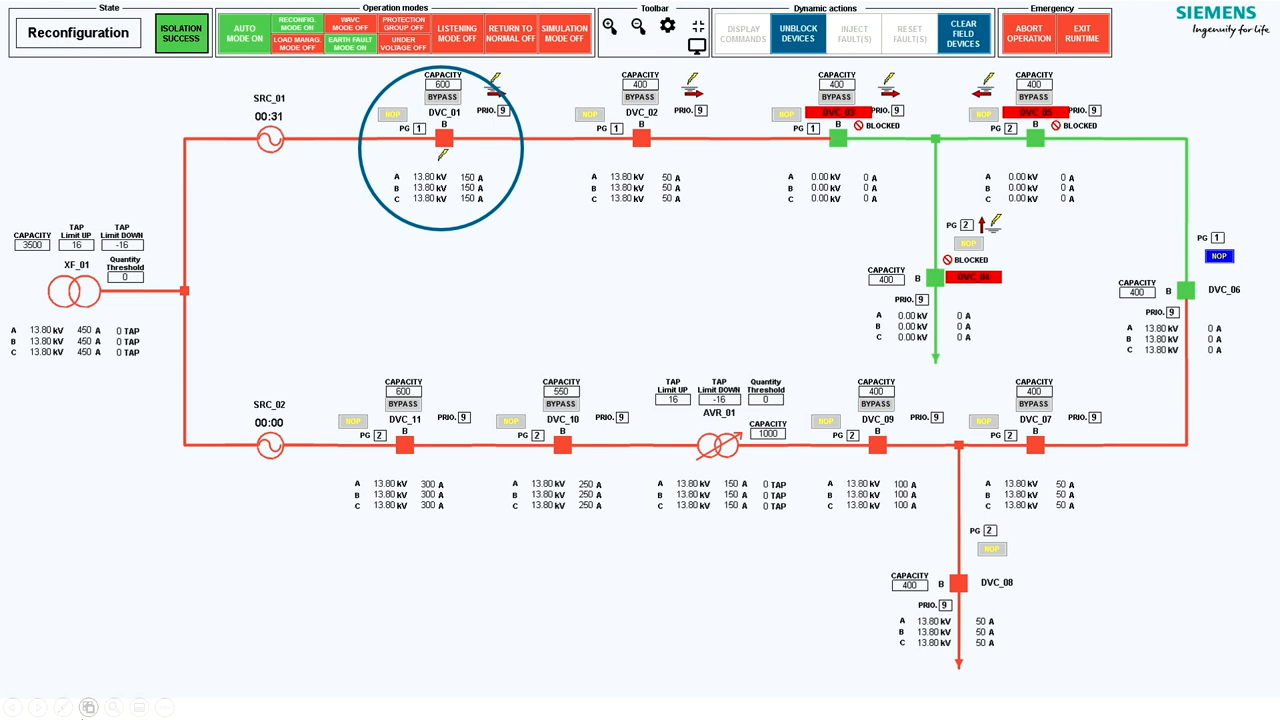 State
Operation modes
Toolbar
Dynamic actions
Emergency
SIEMENS
Ingenuity for life
Reconfiguration
ISOLATION SUCCESS
AUTO MODE ON
RECONFIG. MODE ON
WAVC MODE OFF
PROTECTION GROUP OFF
LOAD MANAG. MODE OFF
EARTH FAULT MODE ON
UNDER VOLTAGE OFF
LISTENING MODE OFF
RETURN TO NORMAL OFF
SIMULATION MODE OFF
DISPLAY COMMANDS
UNBLOCK DEVICES
INJECT FAULT(S)
RESET FAULT(S)
CLEAR FIELD DEVICES
ABORT OPERATION
EXIT RUNTIME
SRC_01
00:31
CAPACITY
600
BYPASS
NOP
DVC_01
PRIO. 9
PG 1
B
A 13.80 kV 150 A
B 13.80 kV 150 A
C 13.80 kV 150 A
CAPACITY
400
BYPASS
NOP
DVC_02
PRIO. 9
PG 1
B
A 13.80 kV 50 A
B 13.80 kV 50 A
C 13.80 kV 50 A
CAPACITY
400
BYPASS
NOP
DVC_03
PRIO. 9
PG 1
B
BLOCKED
A 0.00 kV 0 A
B 0.00 kV 0 A
C 0.00 kV 0 A
CAPACITY
400
BYPASS
NOP
DVC_05
PRIO. 9
PG 2
B
BLOCKED
A 0.00 kV 0 A
B 0.00 kV 0 A
C 0.00 kV 0 A
PG 2
NOP
BLOCKED
CAPACITY
400
B
DVC_04
PRIO. 9
A 0.00 kV 0 A
B 0.00 kV 0 A
C 0.00 kV 0 A
PG 1
NOP
CAPACITY
400
B
DVC_06
PRIO. 9
A 13.80 kV 0 A
B 13.80 kV 0 A
C 13.80 kV 0 A
CAPACITY
3500
TAP Limit UP
16
TAP Limit DOWN
-16
XF_01
Quantity Threshold
0
A 13.80 kV 450 A 0 TAP
B 13.80 kV 450 A 0 TAP
C 13.80 kV 450 A 0 TAP
SRC_02
00:00
CAPACITY
600
BYPASS
NOP
DVC_11
PRIO. 9
PG 2
B
A 13.80 kV 300 A
B 13.80 kV 300 A
C 13.80 kV 300 A
CAPACITY
550
BYPASS
NOP
DVC_10
PRIO. 9
PG 2
B
A 13.80 kV 250 A
B 13.80 kV 250 A
C 13.80 kV 250 A
TAP Limit UP
16
TAP Limit DOWN
-16
Quantity Threshold
0
AVR_01
CAPACITY
1000
A 13.80 kV 150 A 0 TAP
B 13.80 kV 150 A 0 TAP
C 13.80 kV 150 A 0 TAP
CAPACITY
400
BYPASS
NOP
DVC_09
PRIO. 9
PG 2
B
A 13.80 kV 100 A
B 13.80 kV 100 A
C 13.80 kV 100 A
CAPACITY
400
BYPASS
NOP
DVC_07
PRIO. 9
PG 2
B
A 13.80 kV 50 A
B 13.80 kV 50 A
C 13.80 kV 50 A
PG 2
NOP
CAPACITY
400
B
DVC_08
PRIO. 9
A 13.80 kV 50 A
B 13.80 kV 50 A
C 13.80 kV 50 A